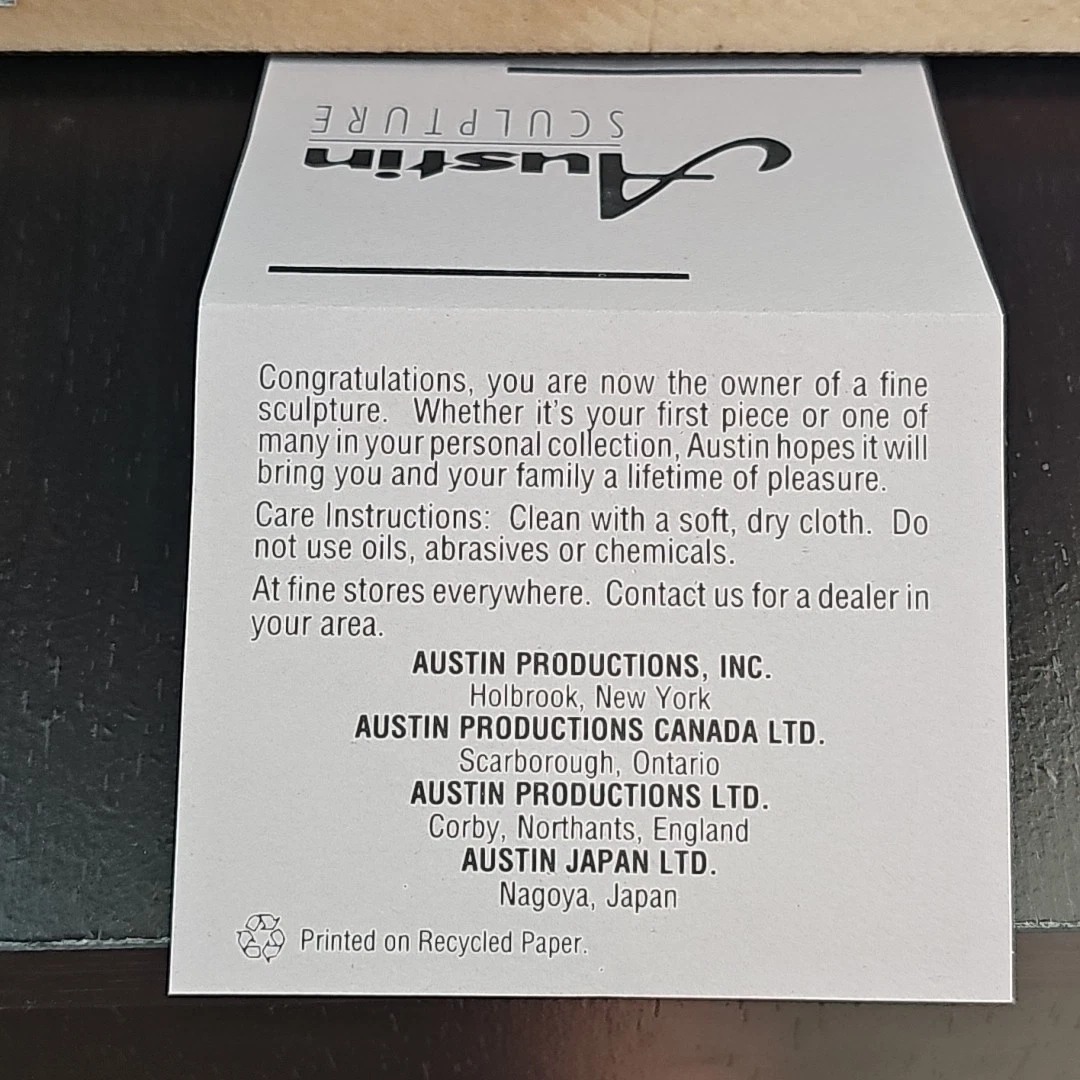 Austin
SCULPTURE
Congratulations, you are now the owner of a fine
sculpture. Whether it's your first piece or one of
many in your personal collection, Austin hopes it will
bring you and your family a lifetime of pleasure.
Care Instructions: Clean with a soft, dry cloth. Do
not use oils, abrasives or chemicals.
At fine stores everywhere. Contact us for a dealer in
your area.
AUSTIN PRODUCTIONS, INC.
Holbrook, New York
AUSTIN PRODUCTIONS CANADA LTD.
Scarborough, Ontario
AUSTIN PRODUCTIONS LTD.
Corby, Northants, England
AUSTIN JAPAN LTD.
Nagoya, Japan
Printed on Recycled Paper.